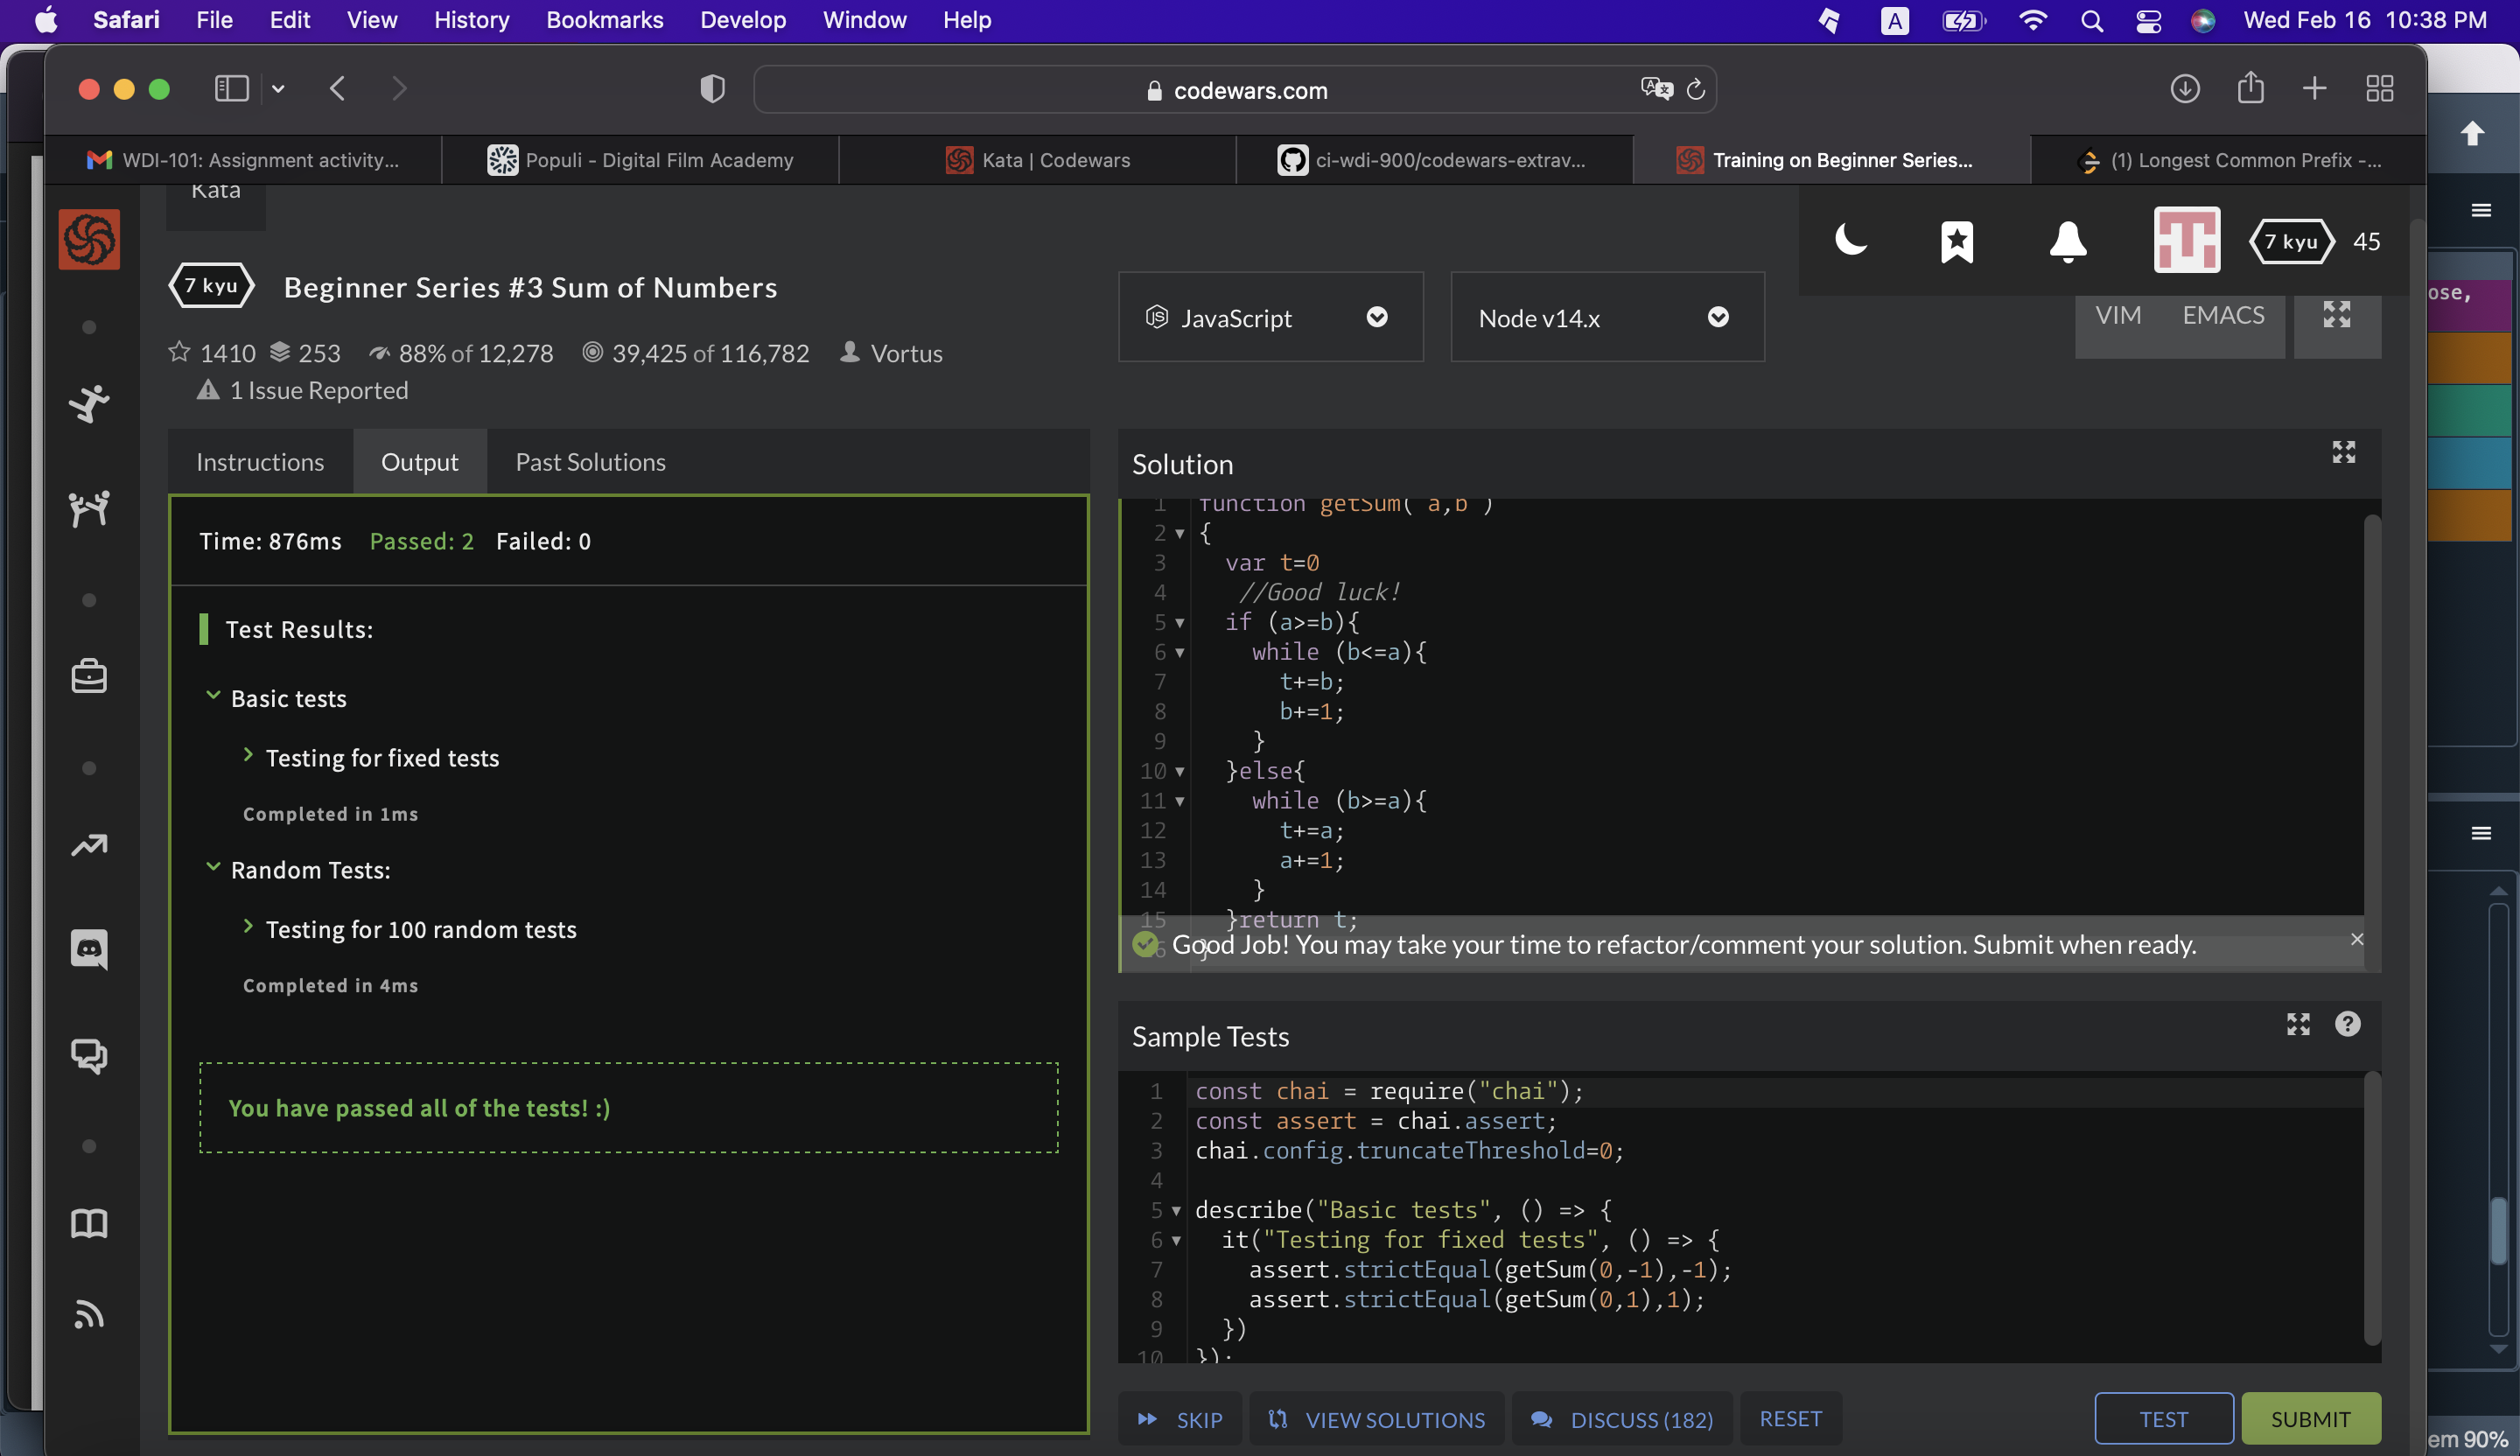 Safari File Edit View History Bookmarks Develop Window Help A Wed Feb 16 10:38 PM
codewars.com
WDI-101: Assignment activity...
Populi - Digital Film Academy
Kata | Codewars
ci-wdi-900/codewars-extrav...
Training on Beginner Series...
(1) Longest Common Prefix -...
Kata
7 kyu 45
7 kyu Beginner Series #3 Sum of Numbers
1410 253 88% of 12,278 39,425 of 116,782 Vortus
1 Issue Reported
JavaScript
Node v14.x
VIM EMACS
ose,
Instructions Output Past Solutions
Time: 876ms Passed: 2 Failed: 0
Test Results:
Basic tests
Testing for fixed tests
Completed in 1ms
Random Tests:
Testing for 100 random tests
Completed in 4ms
You have passed all of the tests! :)
Solution
1 function getSum( a,b )
2 {
3 var t=0
4 //Good luck!
5 if (a>=b){
6 while (b<=a){
7 t+=b;
8 b+=1;
9 }
10 }else{
11 while (b>=a){
12 t+=a;
13 a+=1;
14 }
15 }return t;
16 }
Good Job! You may take your time to refactor/comment your solution. Submit when ready.
Sample Tests
1 const chai = require("chai");
2 const assert = chai.assert;
3 chai.config.truncateThreshold=0;
4
5 describe("Basic tests", () => {
6 it("Testing for fixed tests", () => {
7 assert.strictEqual(getSum(0,-1),-1);
8 assert.strictEqual(getSum(0,1),1);
9 })
10 });
SKIP VIEW SOLUTIONS DISCUSS (182) RESET TEST SUBMIT
em 90%